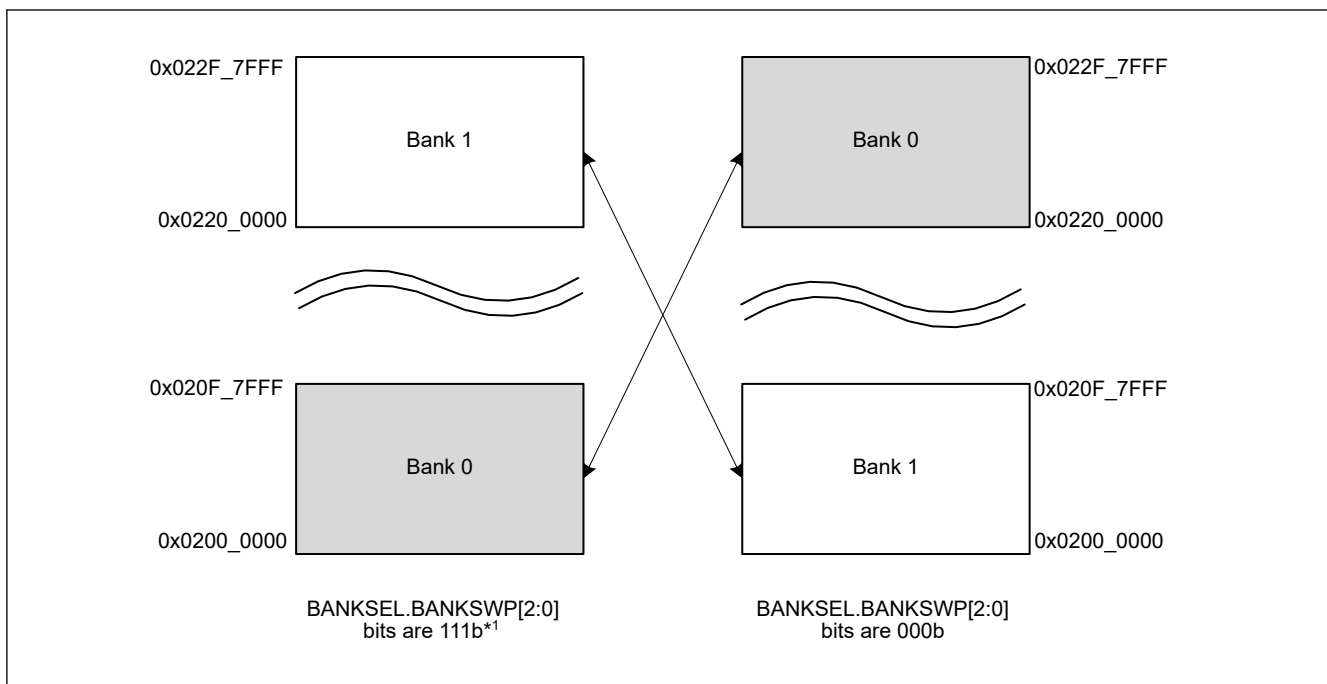 0x022F_7FFF
Bank 1
0x0220_0000
0x020F_7FFF
Bank 0
0x0200_0000
BANKSEL.BANKSWP[2:0]
bits are 111b*1
0x022F_7FFF
Bank 0
0x0220_0000
0x020F_7FFF
Bank 1
0x0200_0000
BANKSEL.BANKSWP[2:0]
bits are 000b